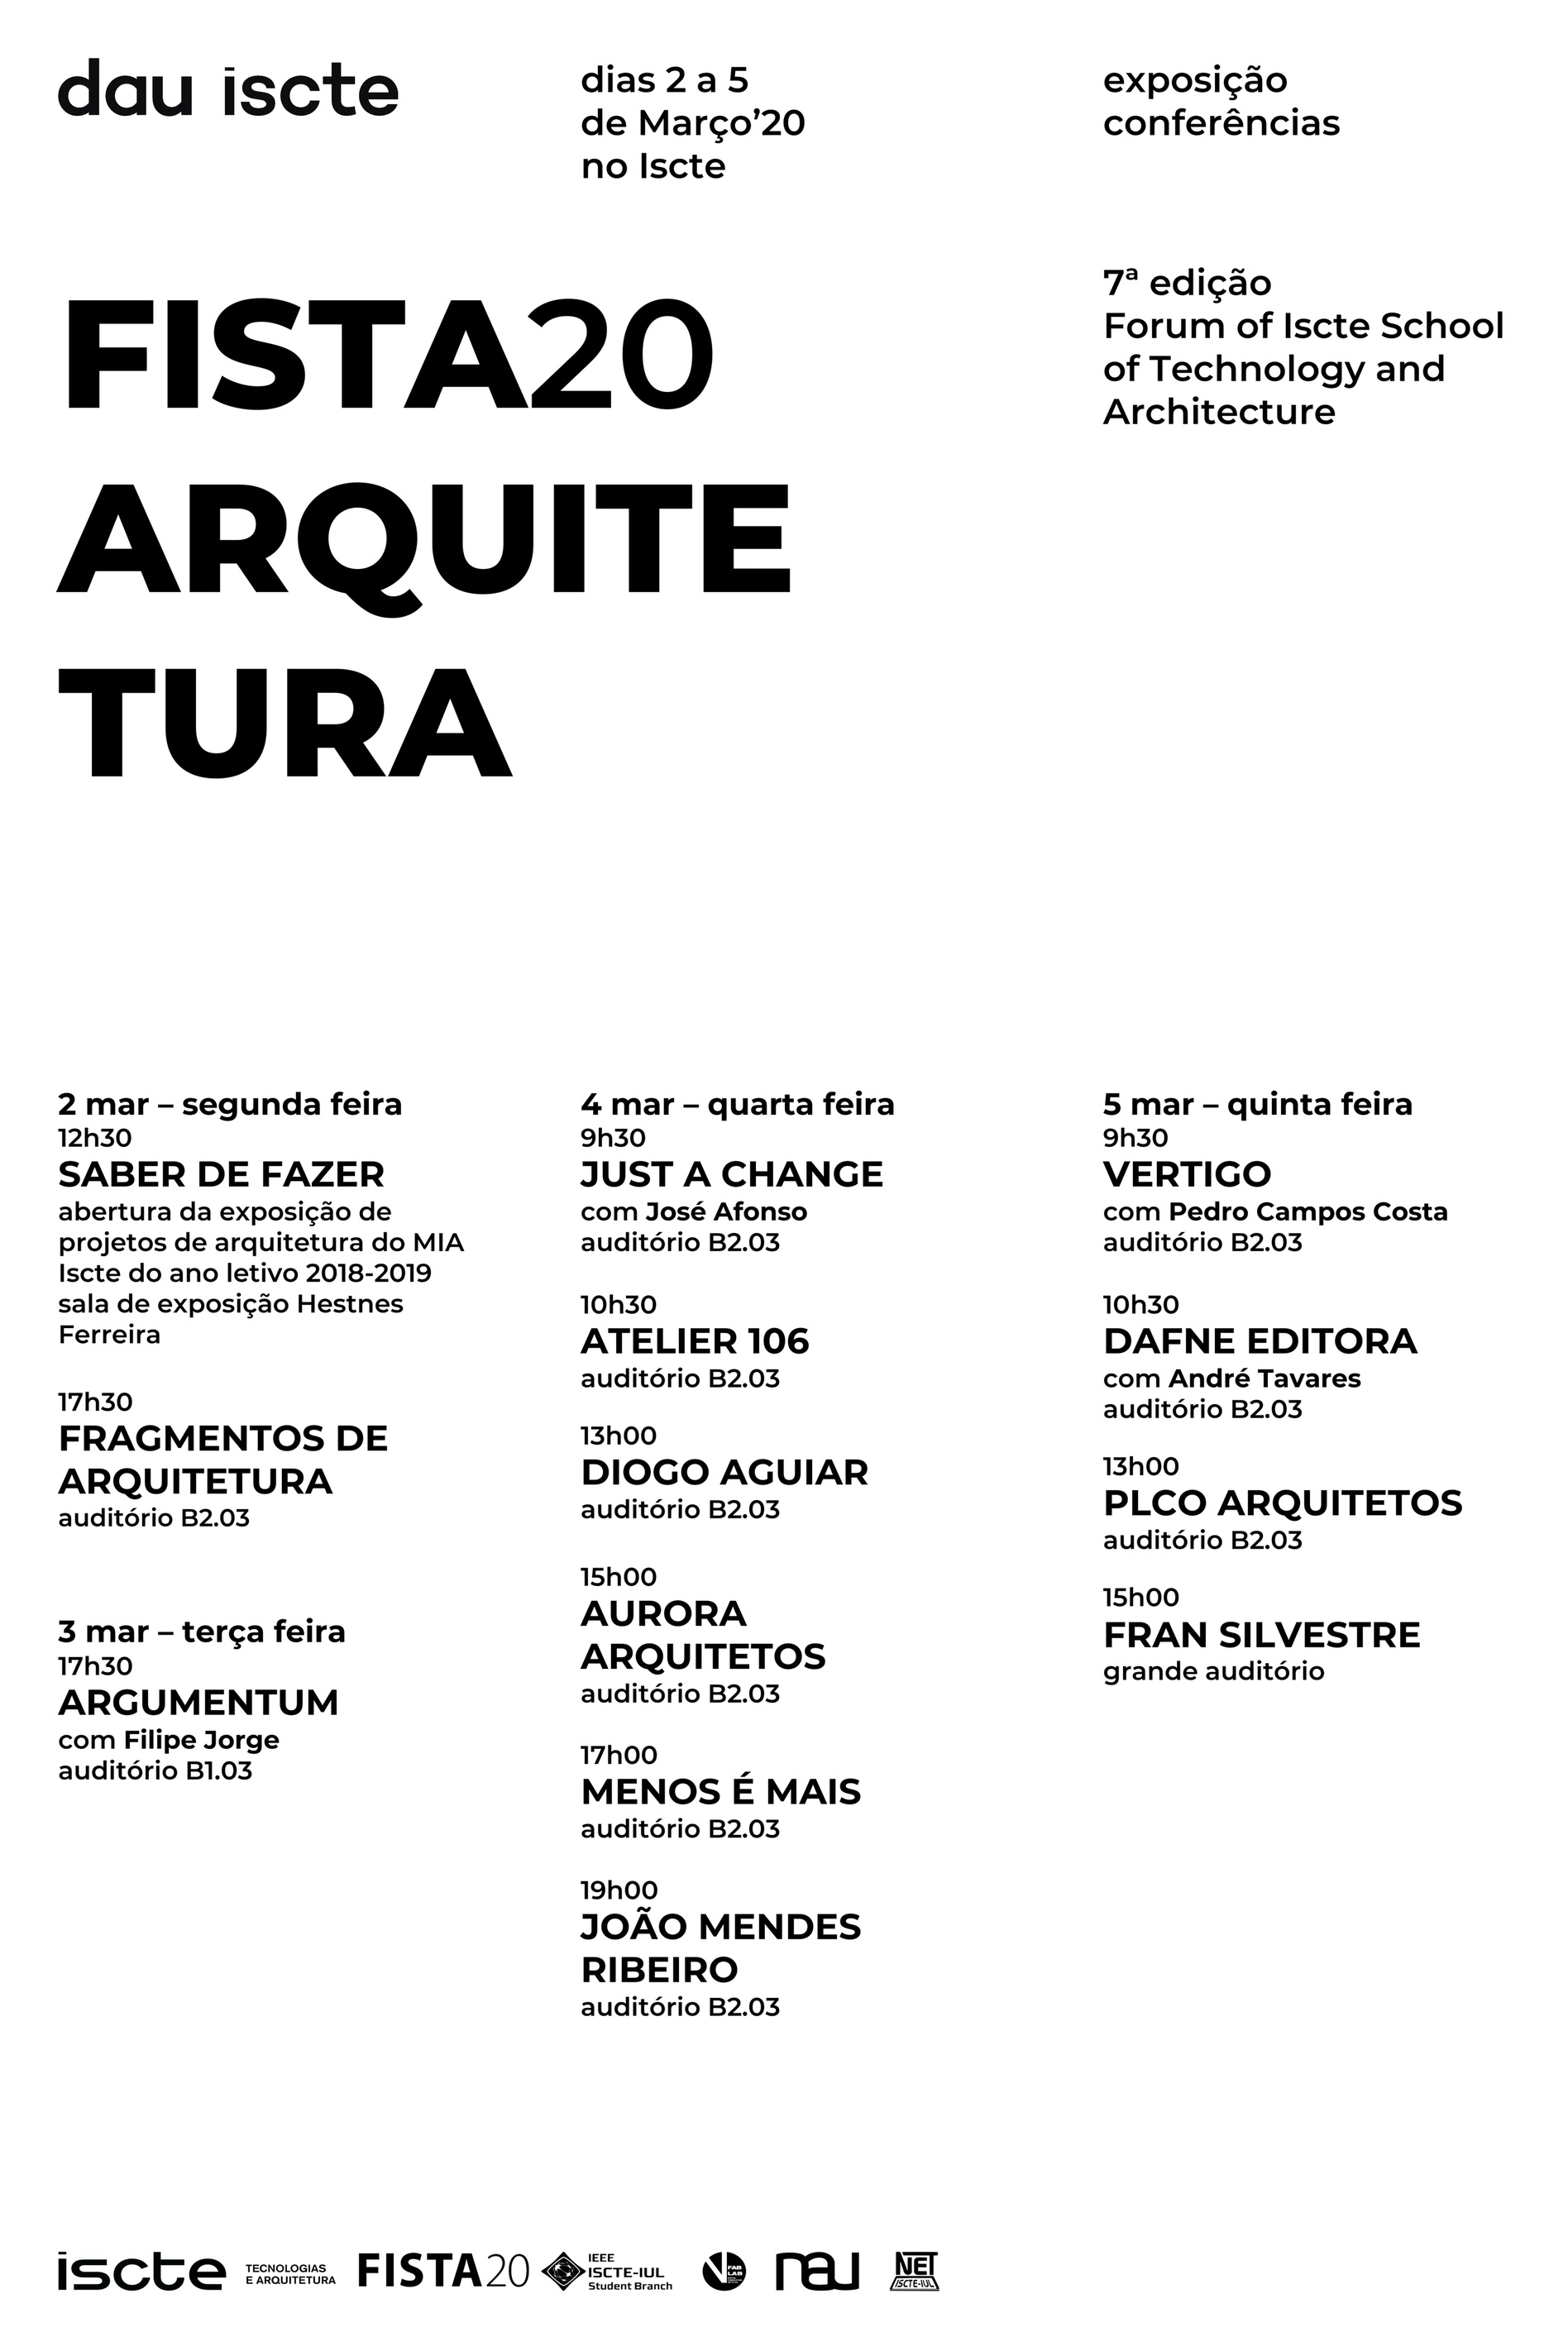 dau iscte
dias 2 a 5
de Março’20
no Iscte
exposição
conferências
7ª edição
Forum of Iscte School
of Technology and
Architecture
FISTA20
ARQUITE
TURA
2 mar – segunda feira
12h30
SABER DE FAZER
abertura da exposição de
projetos de arquitetura do MIA
Iscte do ano letivo 2018-2019
sala de exposição Hestnes
Ferreira
17h30
FRAGMENTOS DE
ARQUITETURA
auditório B2.03
3 mar – terça feira
17h30
ARGUMENTUM
com Filipe Jorge
auditório B1.03
4 mar – quarta feira
9h30
JUST A CHANGE
com José Afonso
auditório B2.03
10h30
ATELIER 106
auditório B2.03
13h00
DIOGO AGUIAR
auditório B2.03
15h00
AURORA
ARQUITETOS
auditório B2.03
17h00
MENOS É MAIS
auditório B2.03
19h00
JOÃO MENDES
RIBEIRO
auditório B2.03
5 mar – quinta feira
9h30
VERTIGO
com Pedro Campos Costa
auditório B2.03
10h30
DAFNE EDITORA
com André Tavares
auditório B2.03
13h00
PLCO ARQUITETOS
auditório B2.03
15h00
FRAN SILVESTRE
grande auditório
iscte
TECNOLOGIAS
E ARQUITETURA
FISTA20
IEEE
ISCTE-IUL
Student Branch
FAB
LAB
nau
NET
ISCTE-IUL